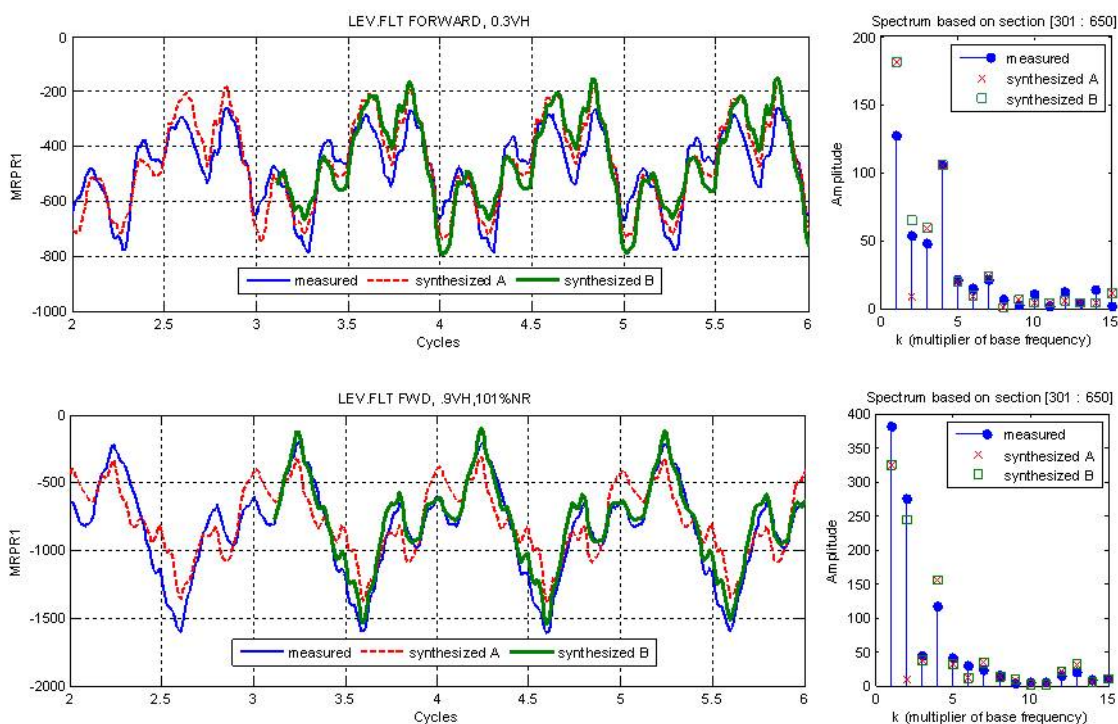 LEV.FLT FORWARD, 0.3VH
Spectrum based on section [301 : 650]
0
-200
-400
-600
-800
-1000
MRPR1
measured
synthesized A
synthesized B
2
2.5
3
3.5
4
4.5
5
5.5
6
Cycles
200
150
100
50
0
Amplitude
measured
synthesized A
synthesized B
0
5
10
15
k (multiplier of base frequency)
LEV.FLT FWD, .9VH,101%NR
Spectrum based on section [301 : 650]
0
-500
-1000
-1500
-2000
MRPR1
measured
synthesized A
synthesized B
2
2.5
3
3.5
4
4.5
5
5.5
6
Cycles
400
350
300
250
200
150
100
50
0
Amplitude
measured
synthesized A
synthesized B
0
5
10
15
k (multiplier of base frequency)